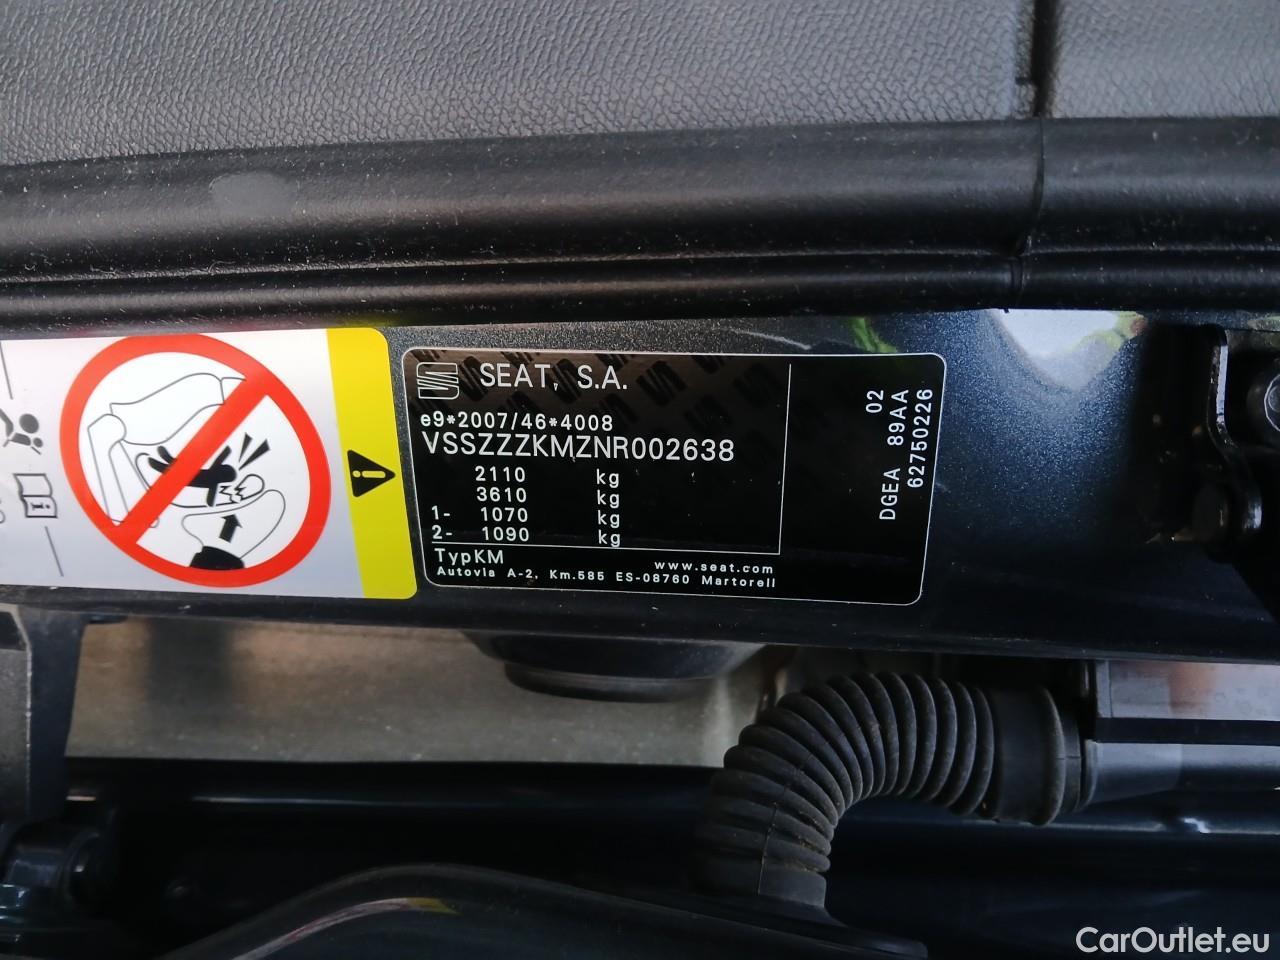 SEAT, S.A.
e9*2007/46*4008
VSSZZZKMZNR002638
2110 kg
3610 kg
1- 1070 kg
2- 1090 kg
TypKM
www.seat.com
Autovia A-2, Km.585 ES-08760 Martorell
02
DGEA 89AA
62750226
CarOutlet.eu